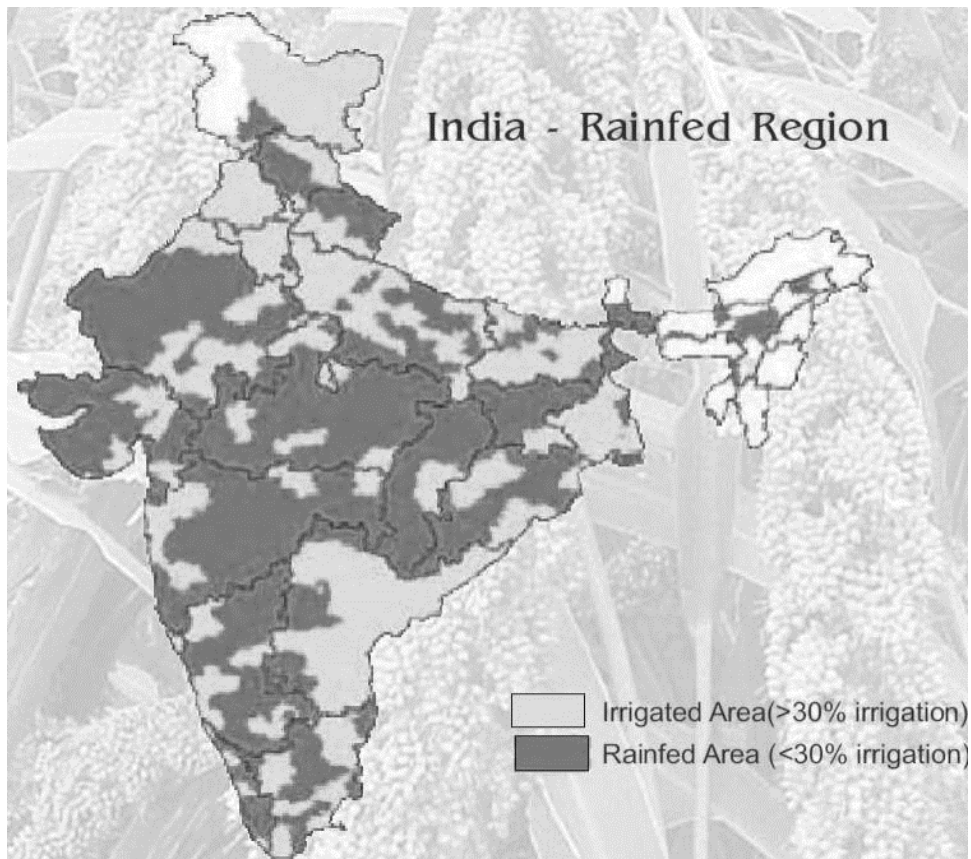 India - Rainfed Region
Irrigated Area(>30% irrigation)
Rainfed Area (<30% irrigation)